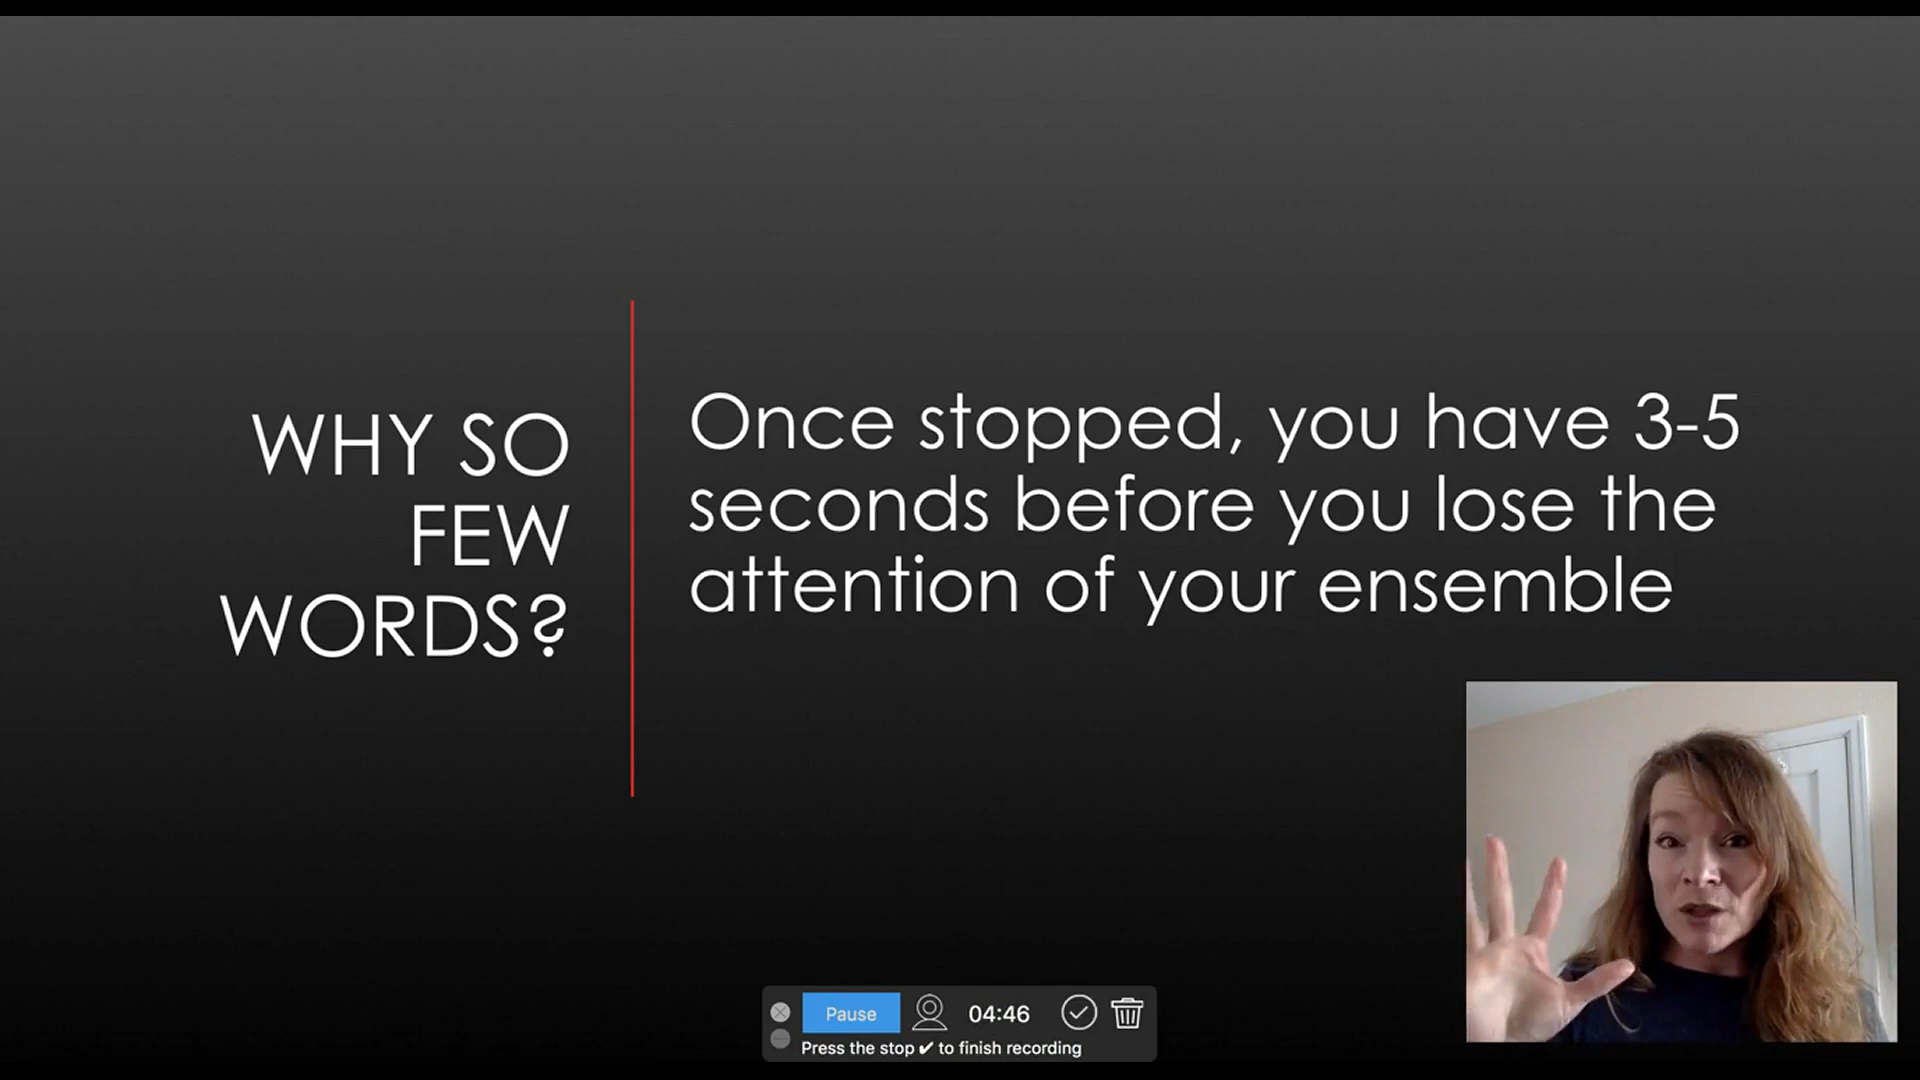 WHY SO
FEW
WORDS?
Once stopped, you have 3-5
seconds before you lose the
attention of your ensemble
Pause
04:46
Press the stop ✔ to finish recording